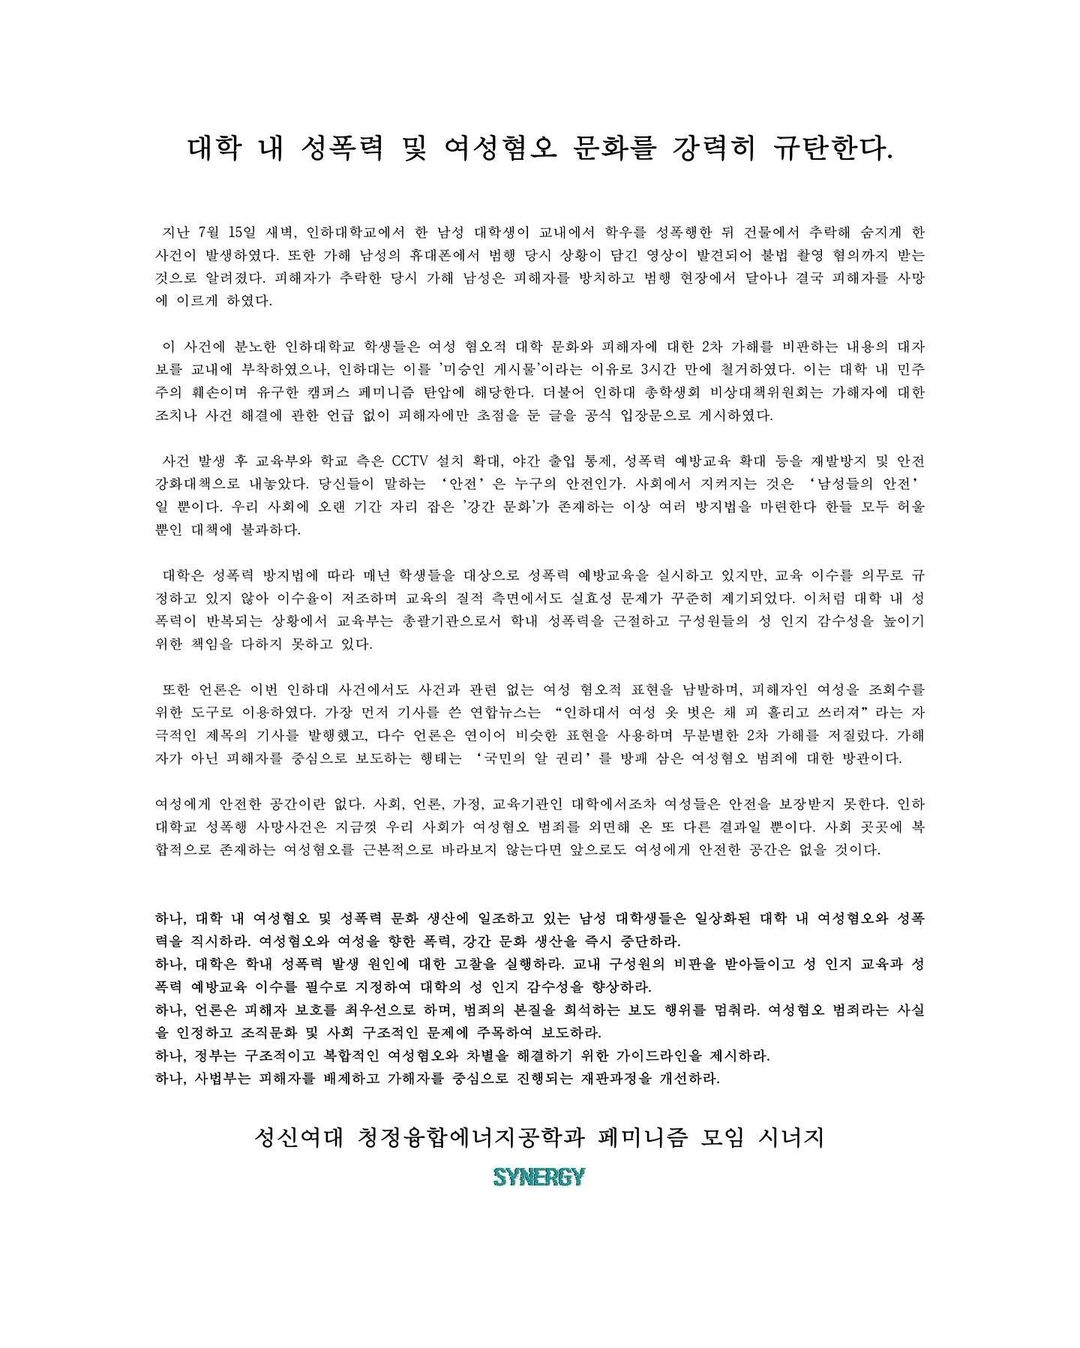 대학 내 성폭력 및 여성혐오 문화를 강력히 규탄한다.
지난 7월 15일 새벽, 인하대학교에서 한 남성 대학생이 교내에서 학우를 성폭행한 뒤 건물에서 추락해 숨지게 한
사건이 발생하였다. 또한 가해 남성의 휴대폰에서 범행 당시 상황이 담긴 영상이 발견되어 불법 촬영 혐의까지 받는
것으로 알려졌다. 피해자가 추락한 당시 가해 남성은 피해자를 방치하고 범행 현장에서 달아나 결국 피해자를 사망
에 이르게 하였다.
이 사건에 분노한 인하대학교 학생들은 여성 혐오적 대학 문화와 피해자에 대한 2차 가해를 비판하는 내용의 대자
보를 교내에 부착하였으나, 인하대는 이를 '미승인 게시물'이라는 이유로 3시간 만에 철거하였다. 이는 대학 내 민주
주의 훼손이며 유구한 캠퍼스 페미니즘 탄압에 해당한다. 더불어 인하대 총학생회 비상대책위원회는 가해자에 대한
조치나 사건 해결에 관한 언급 없이 피해자에만 초점을 둔 글을 공식 입장문으로 게시하였다.
사건 발생 후 교육부와 학교 측은 CCTV 설치 확대, 야간 출입 통제, 성폭력 예방교육 확대 등을 재발방지 및 안전
강화대책으로 내놓았다. 당신들이 말하는 ‘안전’은 누구의 안전인가. 사회에서 지켜지는 것은 ‘남성들의 안전’
일 뿐이다. 우리 사회에 오랜 기간 자리 잡은 '강간 문화'가 존재하는 이상 여러 방지법을 마련한다 한들 모두 허울
뿐인 대책에 불과하다.
대학은 성폭력 방지법에 따라 매년 학생들을 대상으로 성폭력 예방교육을 실시하고 있지만, 교육 이수를 의무로 규
정하고 있지 않아 이수율이 저조하며 교육의 질적 측면에서도 실효성 문제가 꾸준히 제기되었다. 이처럼 대학 내 성
폭력이 반복되는 상황에서 교육부는 총괄기관으로서 학내 성폭력을 근절하고 구성원들의 성 인지 감수성을 높이기
위한 책임을 다하지 못하고 있다.
또한 언론은 이번 인하대 사건에서도 사건과 관련 없는 여성 혐오적 표현을 남발하며, 피해자인 여성을 조회수를
위한 도구로 이용하였다. 가장 먼저 기사를 쓴 연합뉴스는 “인하대서 여성 옷 벗은 채 피 흘리고 쓰러져”라는 자
극적인 제목의 기사를 발행했고, 다수 언론은 연이어 비슷한 표현을 사용하며 무분별한 2차 가해를 저질렀다. 가해
자가 아닌 피해자를 중심으로 보도하는 행태는 ‘국민의 알 권리’를 방패 삼은 여성혐오 범죄에 대한 방관이다.
여성에게 안전한 공간이란 없다. 사회, 언론, 가정, 교육기관인 대학에서조차 여성들은 안전을 보장받지 못한다. 인하
대학교 성폭행 사망사건은 지금껏 우리 사회가 여성혐오 범죄를 외면해 온 또 다른 결과일 뿐이다. 사회 곳곳에 복
합적으로 존재하는 여성혐오를 근본적으로 바라보지 않는다면 앞으로도 여성에게 안전한 공간은 없을 것이다.
하나, 대학 내 여성혐오 및 성폭력 문화 생산에 일조하고 있는 남성 대학생들은 일상화된 대학 내 여성혐오와 성폭
력을 직시하라. 여성혐오와 여성을 향한 폭력, 강간 문화 생산을 즉시 중단하라.
하나, 대학은 학내 성폭력 발생 원인에 대한 고찰을 실행하라. 교내 구성원의 비판을 받아들이고 성 인지 교육과 성
폭력 예방교육 이수를 필수로 지정하여 대학의 성 인지 감수성을 향상하라.
하나, 언론은 피해자 보호를 최우선으로 하며, 범죄의 본질을 희석하는 보도 행위를 멈춰라. 여성혐오 범죄라는 사실
을 인정하고 조직문화 및 사회 구조적인 문제에 주목하여 보도하라.
하나, 정부는 구조적이고 복합적인 여성혐오와 차별을 해결하기 위한 가이드라인을 제시하라.
하나, 사법부는 피해자를 배제하고 가해자를 중심으로 진행되는 재판과정을 개선하라.
성신여대 청정융합에너지공학과 페미니즘 모임 시너지
SYNERGY